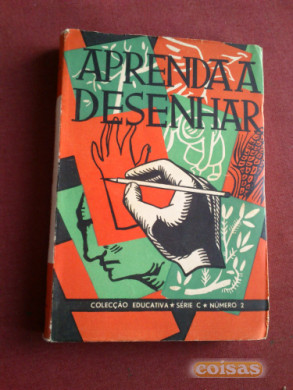 APRENDA A
DESENHAR
COLECÇÃO EDUCATIVA ★ SÉRIE C ★ NÚMERO 2
coisas